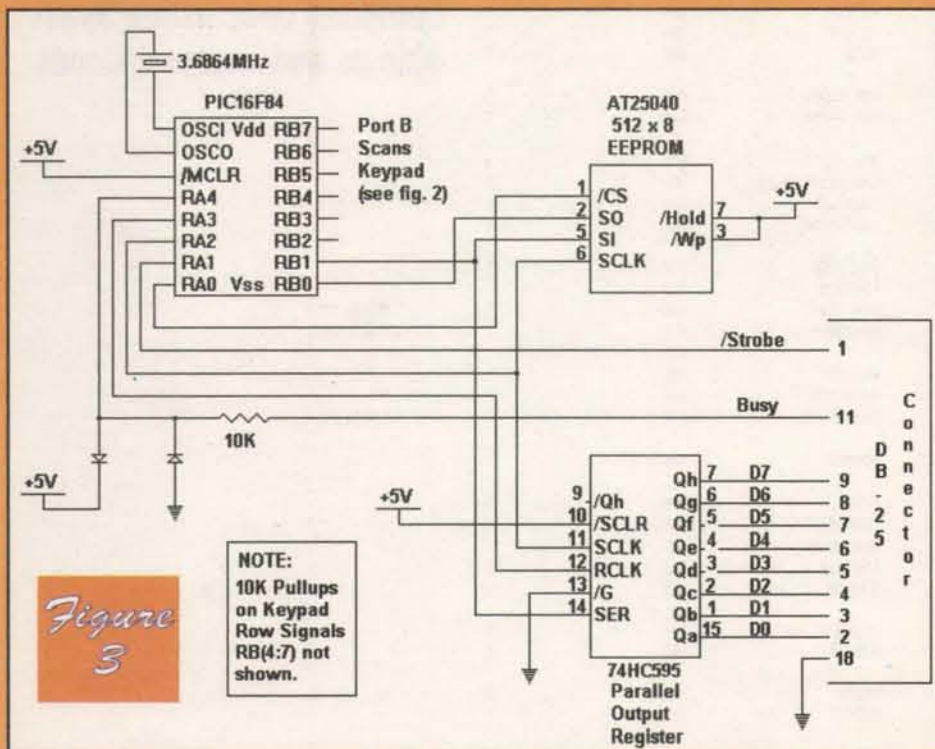 3.6864MHz
PIC16F84
OSCI Vdd RB7
OSCO RB6
/MCLR RB5
RA4 RB4
RA3 RB3
RA2 RB2
RA1 RB1
RA0 Vss RB0
+5V
Port B
Scans
Keypad
(see fig. 2)
AT25040
512 x 8
EEPROM
1 /CS
2 SO
5 SI
6 SCLK
/Hold 7
/Wp 3
+5V
/Strobe 1
Busy 11
10K
+5V
+5V
9 /Qh
10 /SCLR
11 SCLK
12 RCLK
13 /G
14 SER
Qh 7 D7 9
Qg 6 D6 8
Qf 5 D5 7
Qe 4 D4 6
Qd 3 D3 5
Qc 2 D2 4
Qb 1 D1 3
Qa 15 D0 2
18
74HC595
Parallel
Output
Register
DB-25
Connector
NOTE:
10K Pullups
on Keypad
Row Signals
RB(4:7) not
shown.
Figure
3